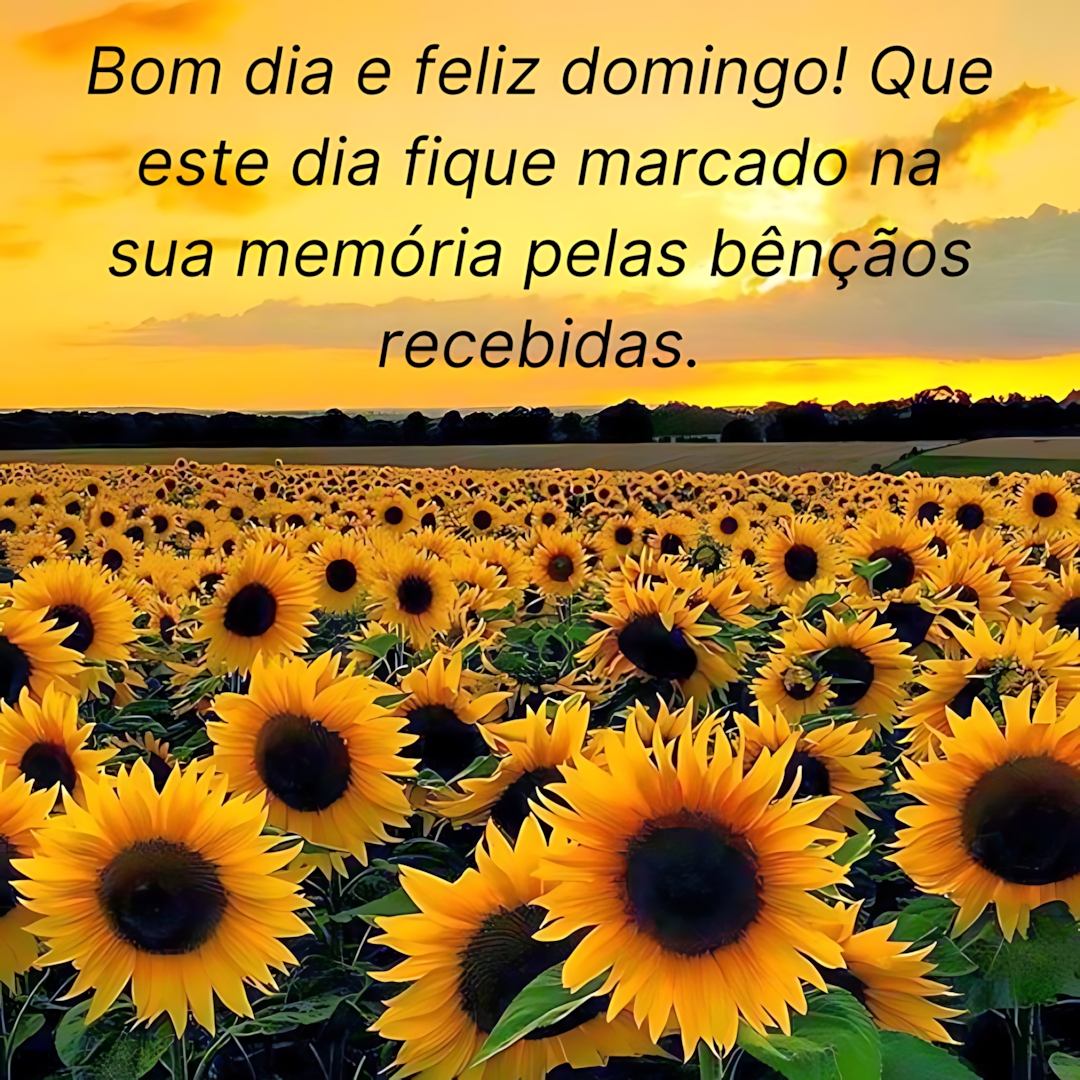 Bom dia e feliz domingo! Que
este dia fique marcado na
sua memória pelas bênçãos
recebidas.